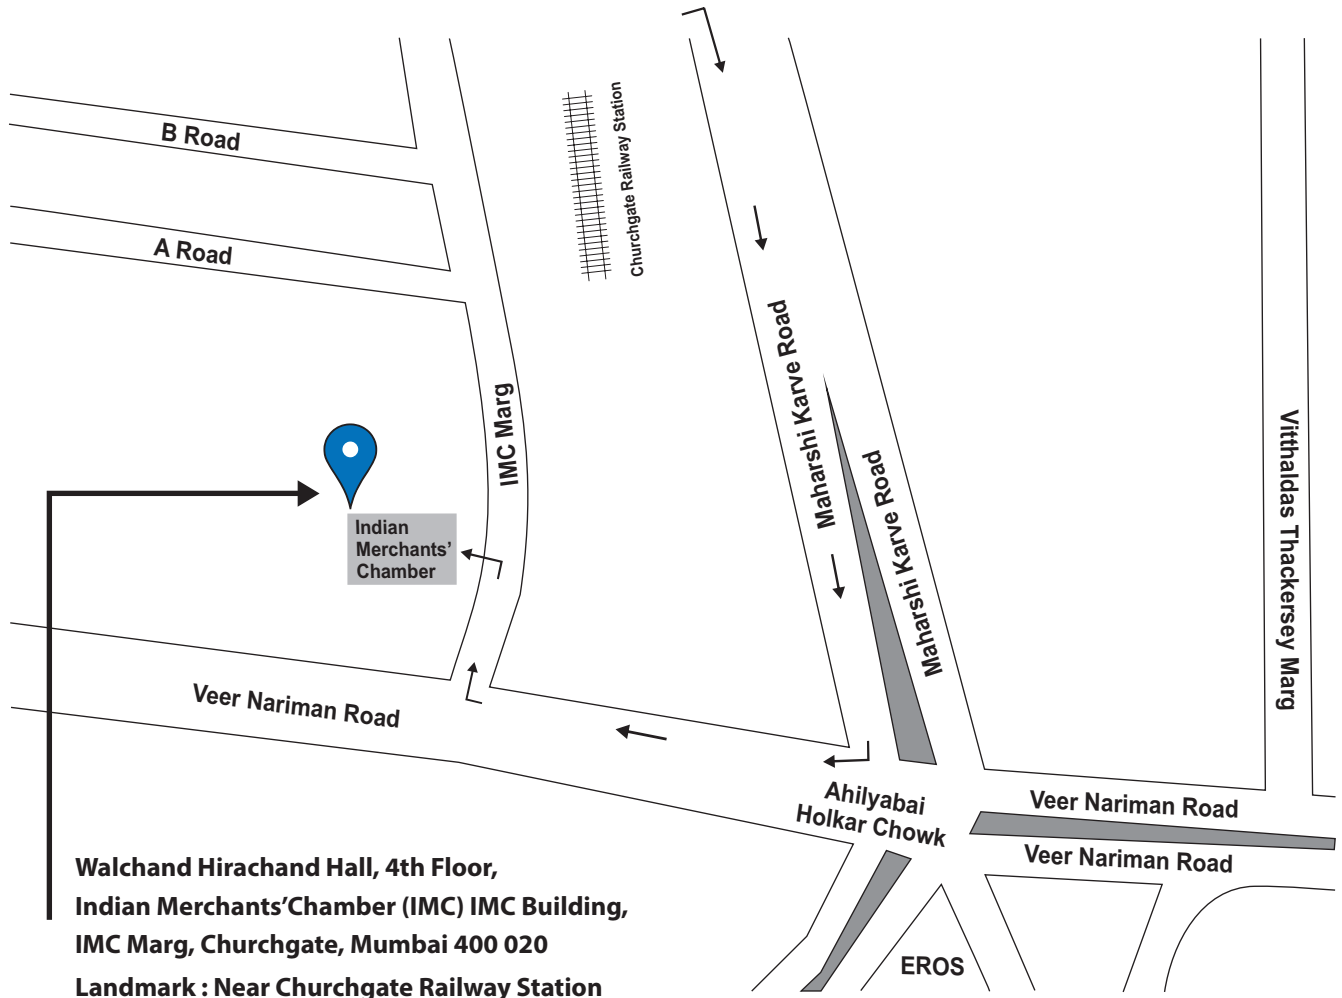 B Road
Churchgate Railway Station
A Road
Maharshi Karve Road
IMC Marg
Maharshi Karve Road
Vitthaldas Thackersey Marg
Indian
Merchants’
Chamber
Veer Nariman Road
Ahilyabai
Holkar Chowk
Veer Nariman Road
Veer Nariman Road
EROS
Walchand Hirachand Hall, 4th Floor,
Indian Merchants’Chamber (IMC) IMC Building,
IMC Marg, Churchgate, Mumbai 400 020
Landmark : Near Churchgate Railway Station